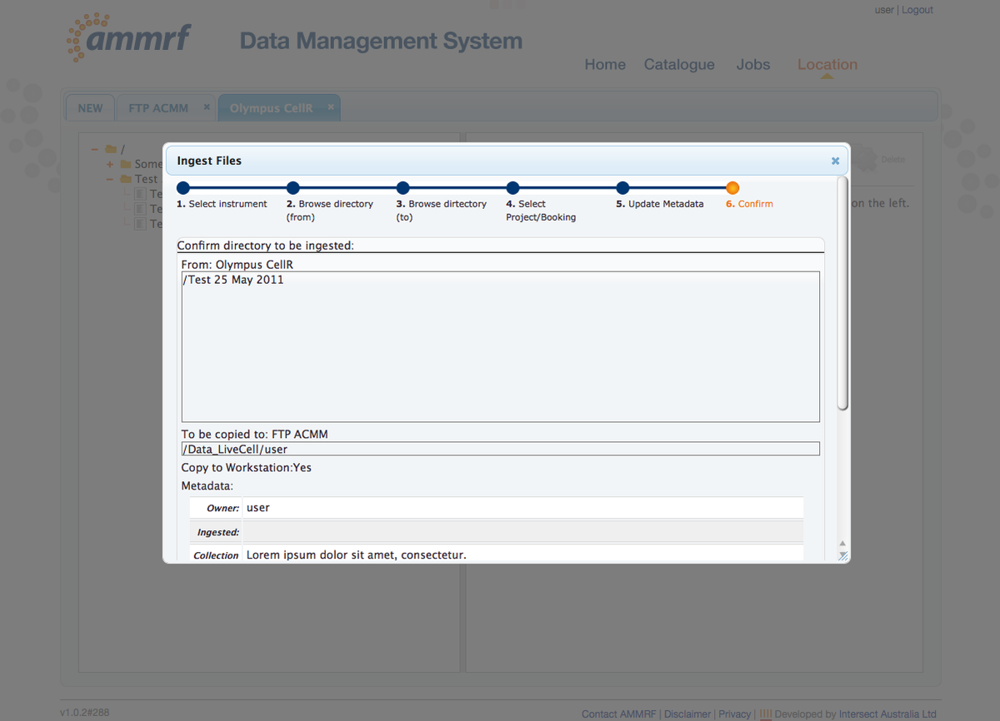 user | Logout
ammrf
Data Management System
Home Catalogue Jobs Location
NEW FTP ACMM Olympus CellR
/
Some
Test
Te
Te
Te
Delete
on the left.
Ingest Files
1. Select instrument
2. Browse directory
(from)
3. Browse dirtectory
(to)
4. Select
Project/Booking
5. Update Metadata
6. Confirm
Confirm directory to be ingested:
From: Olympus CellR
/Test 25 May 2011
To be copied to: FTP ACMM
/Data_LiveCell/user
Copy to Workstation:Yes
Metadata:
Owner: user
Ingested:
Collection Lorem ipsum dolor sit amet, consectetur.
v1.0.2#288
Contact AMMRF | Disclaimer | Privacy | Developed by Intersect Australia Ltd